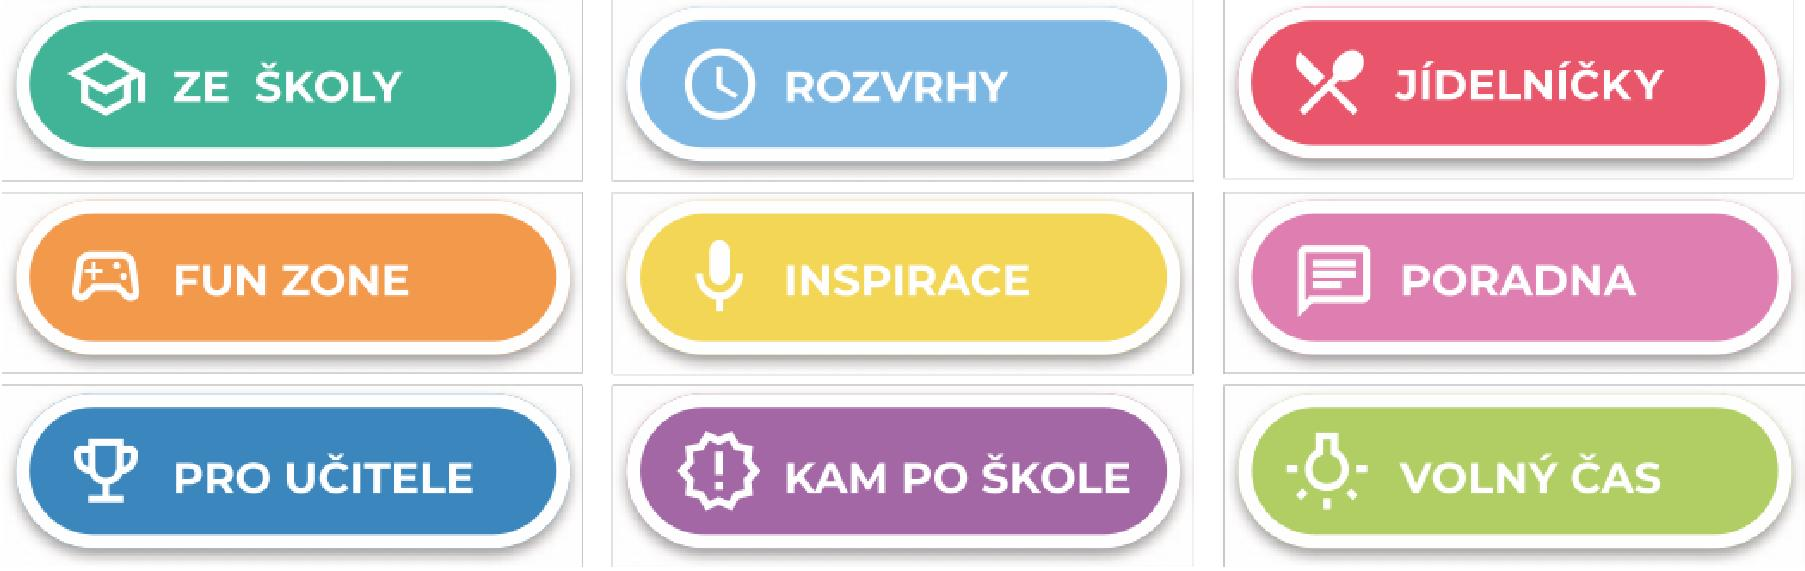 ZE ŠKOLY
ROZVRHY
JÍDELNÍČKY
FUN ZONE
INSPIRACE
PORADNA
PRO UČITELE
KAM PO ŠKOLE
VOLNÝ ČAS